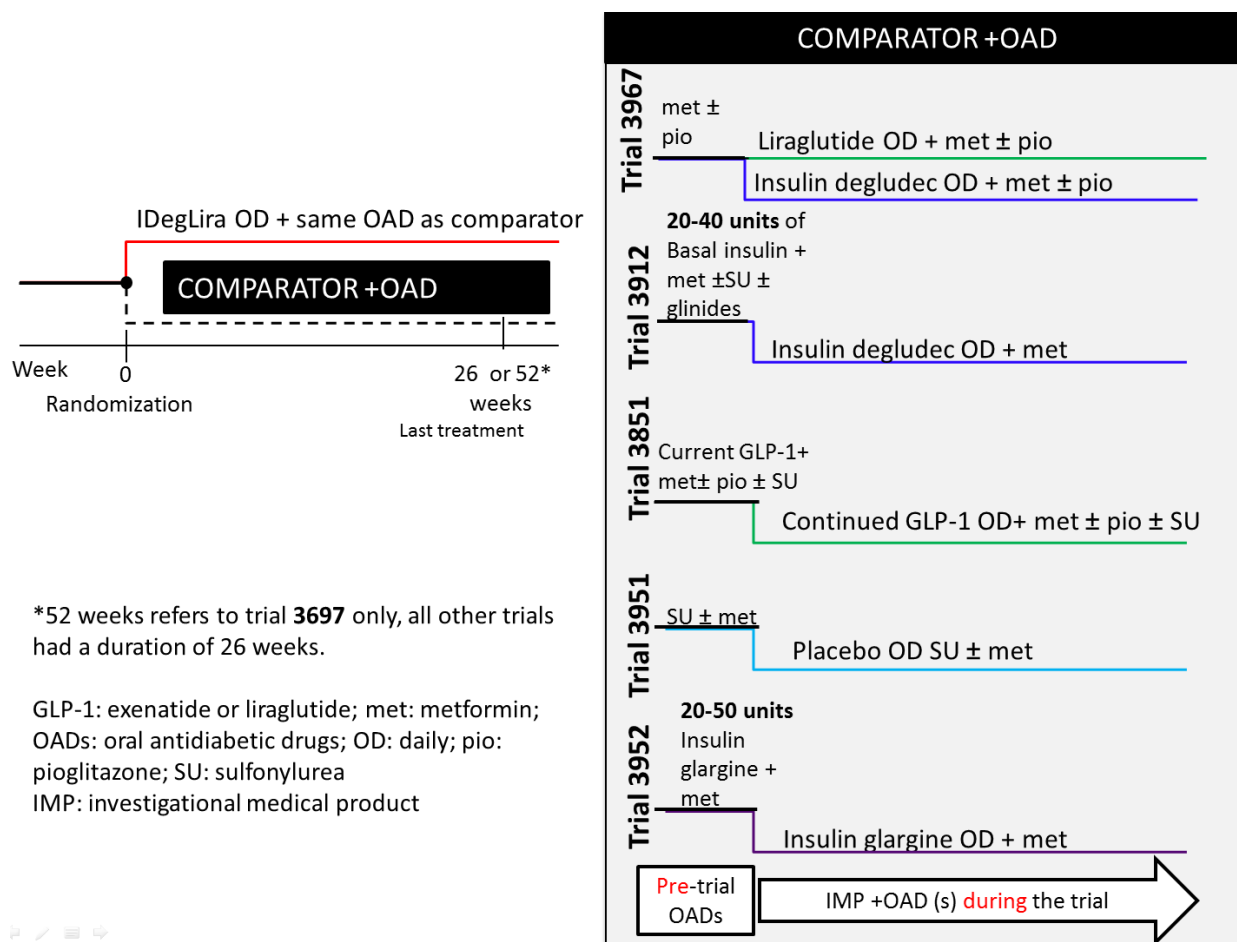 IDegLira OD + same OAD as comparator
COMPARATOR +OAD
Week
0
26 or 52*
Randomization
weeks
Last treatment
*52 weeks refers to trial 3697 only, all other trials
had a duration of 26 weeks.
GLP-1: exenatide or liraglutide; met: metformin;
OADs: oral antidiabetic drugs; OD: daily; pio:
pioglitazone; SU: sulfonylurea
IMP: investigational medical product
COMPARATOR +OAD
Trial 3967
met ±
pio
Liraglutide OD + met ± pio
Insulin degludec OD + met ± pio
Trial 3912
20-40 units of
Basal insulin +
met ±SU ±
glinides
Insulin degludec OD + met
Trial 3851
Current GLP-1+
met± pio ± SU
Continued GLP-1 OD+ met ± pio ± SU
Trial 3951
SU ± met
Placebo OD SU ± met
Trial 3952
20-50 units
Insulin
glargine +
met
Insulin glargine OD + met
Pre-trial
OADs
IMP +OAD (s) during the trial